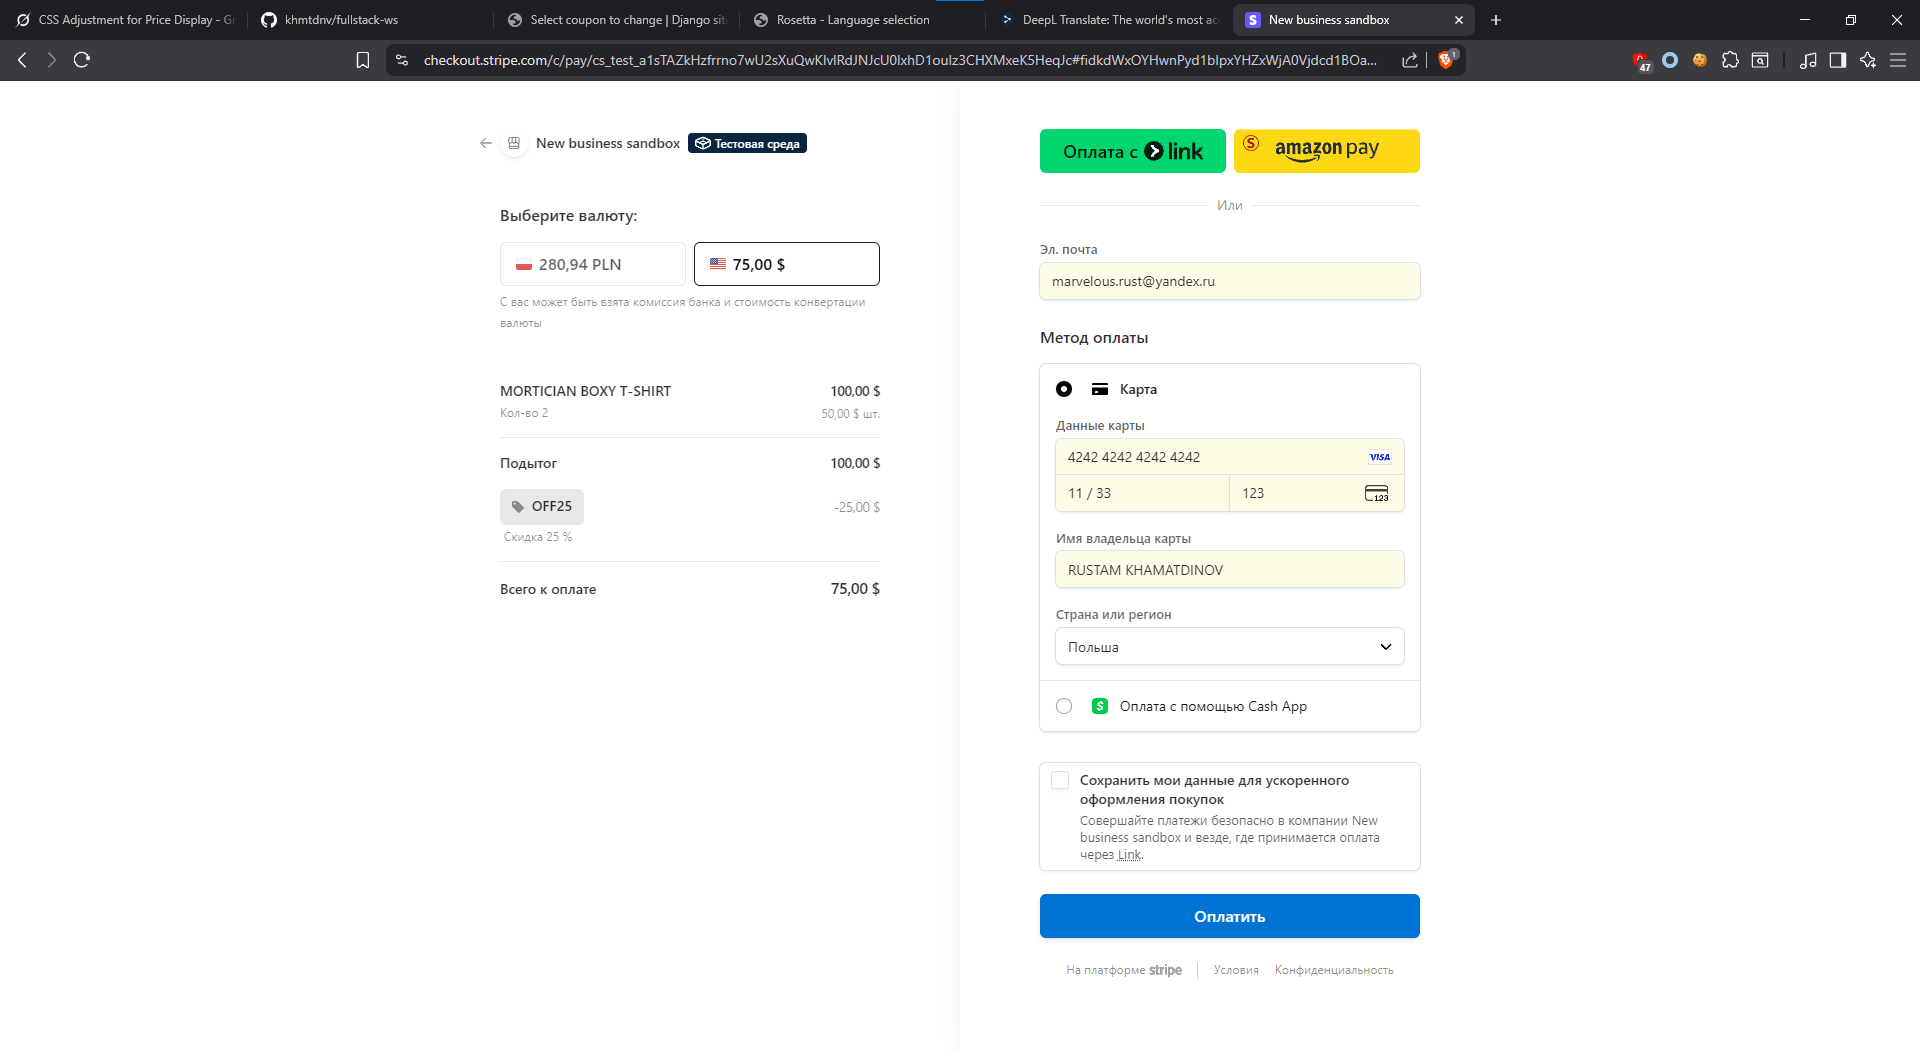 CSS Adjustment for Price Display - Gr
khmtdnv/fullstack-ws
Select coupon to change | Django site
Rosetta - Language selection
DeepL Translate: The world's most acc
New business sandbox
checkout.stripe.com/c/pay/cs_test_a1sTAZkHzfrrno7wU2sXuQwKIvlRdJNJcU0IxhD1ouIz3CHXMxeK5HeqJc#fidkdWxOYHwnPyd1blpxYHZxWjA0Vjdcd1BOa...
1
47
New business sandbox
Тестовая среда
Выберите валюту:
280,94 PLN
75,00 $
С вас может быть взята комиссия банка и стоимость конвертации
валюты
MORTICIAN BOXY T-SHIRT 100,00 $
Кол-во 2 50,00 $ шт.
Подытог 100,00 $
OFF25 -25,00 $
Скидка 25 %
Всего к оплате 75,00 $
Оплата с link
S amazon pay
Или
Эл. почта
marvelous.rust@yandex.ru
Метод оплаты
Карта
Данные карты
4242 4242 4242 4242 VISA
11 / 33 123 123
Имя владельца карты
RUSTAM KHAMATDINOV
Страна или регион
Польша
$ Оплата с помощью Cash App
Сохранить мои данные для ускоренного
оформления покупок
Совершайте платежи безопасно в компании New
business sandbox и везде, где принимается оплата
через Link.
Оплатить
На платформе stripe
Условия
Конфиденциальность